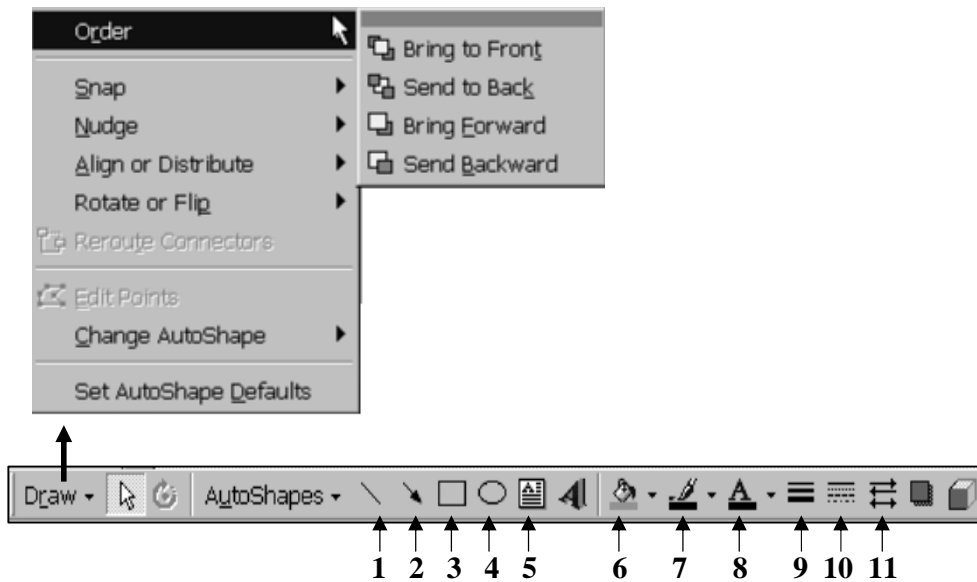 Order
Bring to Front
Send to Back
Bring Forward
Send Backward
Snap
Nudge
Align or Distribute
Rotate or Flip
Reroute Connectors
Edit Points
Change AutoShape
Set AutoShape Defaults
Draw AutoShapes A A
1 2 3 4 5 6 7 8 9 10 11